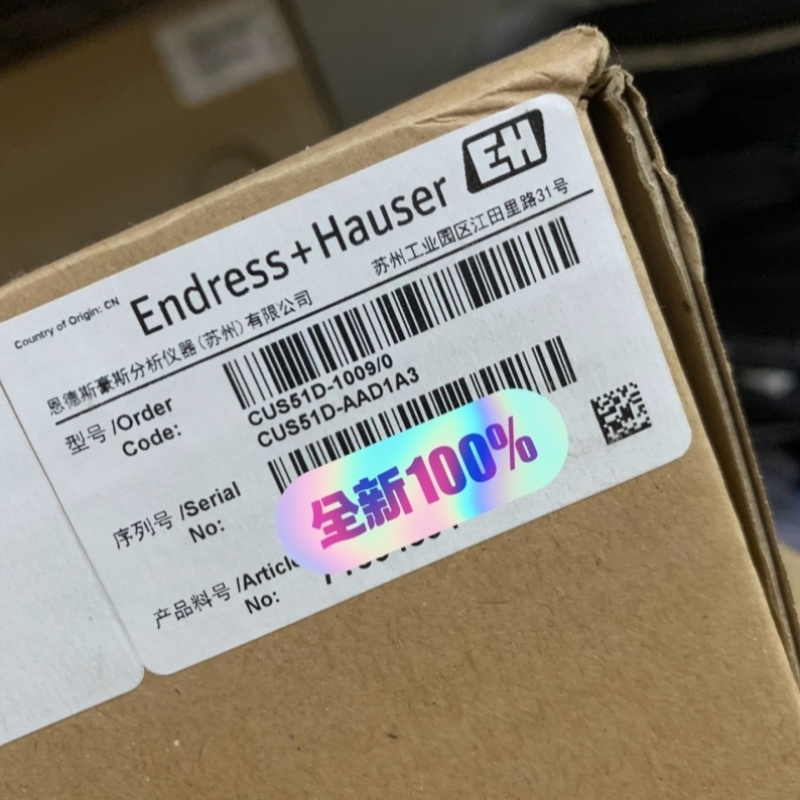 Country of Origin: CN
Endress+Hauser
EH
恩德斯豪斯分析仪器(苏州)有限公司
苏州工业园区江田里路31号
型号 /Order
Code:
CUS51D-1009/0
CUS51D-AAD1A3
序列号 /Serial
No:
全新100%
产品料号 /Articl
No: